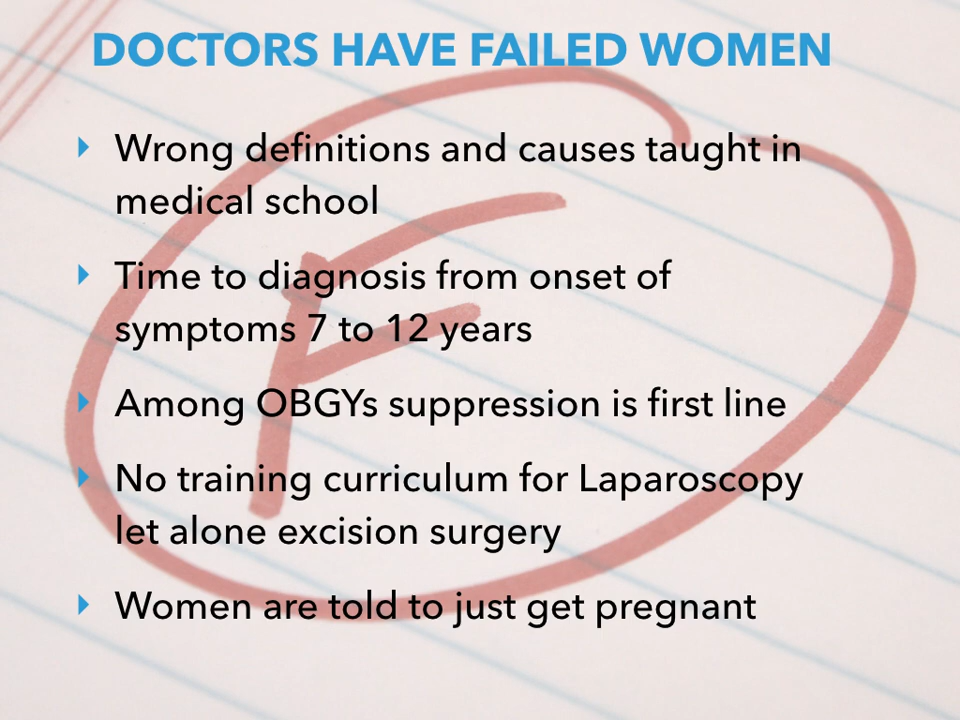 DOCTORS HAVE FAILED WOMEN
Wrong definitions and causes taught in
medical school
Time to diagnosis from onset of
symptoms 7 to 12 years
Among OBGYs suppression is first line
No training curriculum for Laparoscopy
let alone excision surgery
Women are told to just get pregnant
F